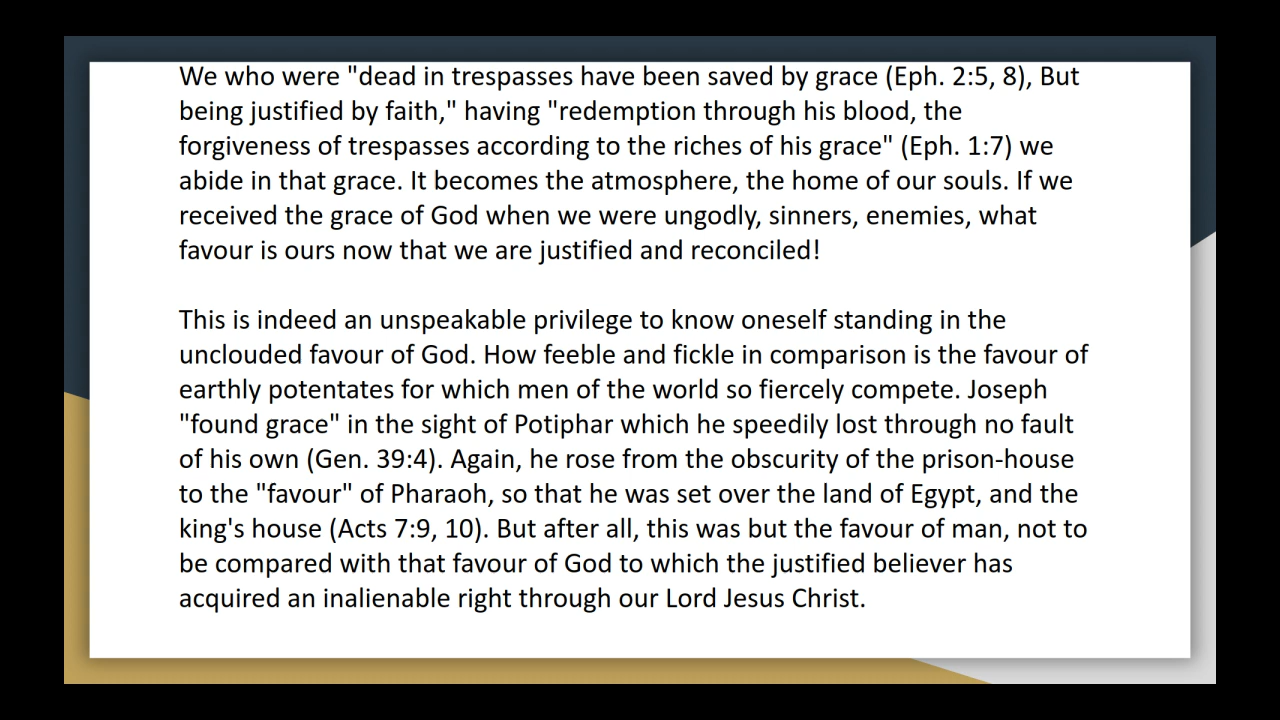 We who were "dead in trespasses have been saved by grace (Eph. 2:5, 8), But
being justified by faith," having "redemption through his blood, the
forgiveness of trespasses according to the riches of his grace" (Eph. 1:7) we
abide in that grace. It becomes the atmosphere, the home of our souls. If we
received the grace of God when we were ungodly, sinners, enemies, what
favour is ours now that we are justified and reconciled!
This is indeed an unspeakable privilege to know oneself standing in the
unclouded favour of God. How feeble and fickle in comparison is the favour of
earthly potentates for which men of the world so fiercely compete. Joseph
"found grace" in the sight of Potiphar which he speedily lost through no fault
of his own (Gen. 39:4). Again, he rose from the obscurity of the prison-house
to the "favour" of Pharaoh, so that he was set over the land of Egypt, and the
king's house (Acts 7:9, 10). But after all, this was but the favour of man, not to
be compared with that favour of God to which the justified believer has
acquired an inalienable right through our Lord Jesus Christ.